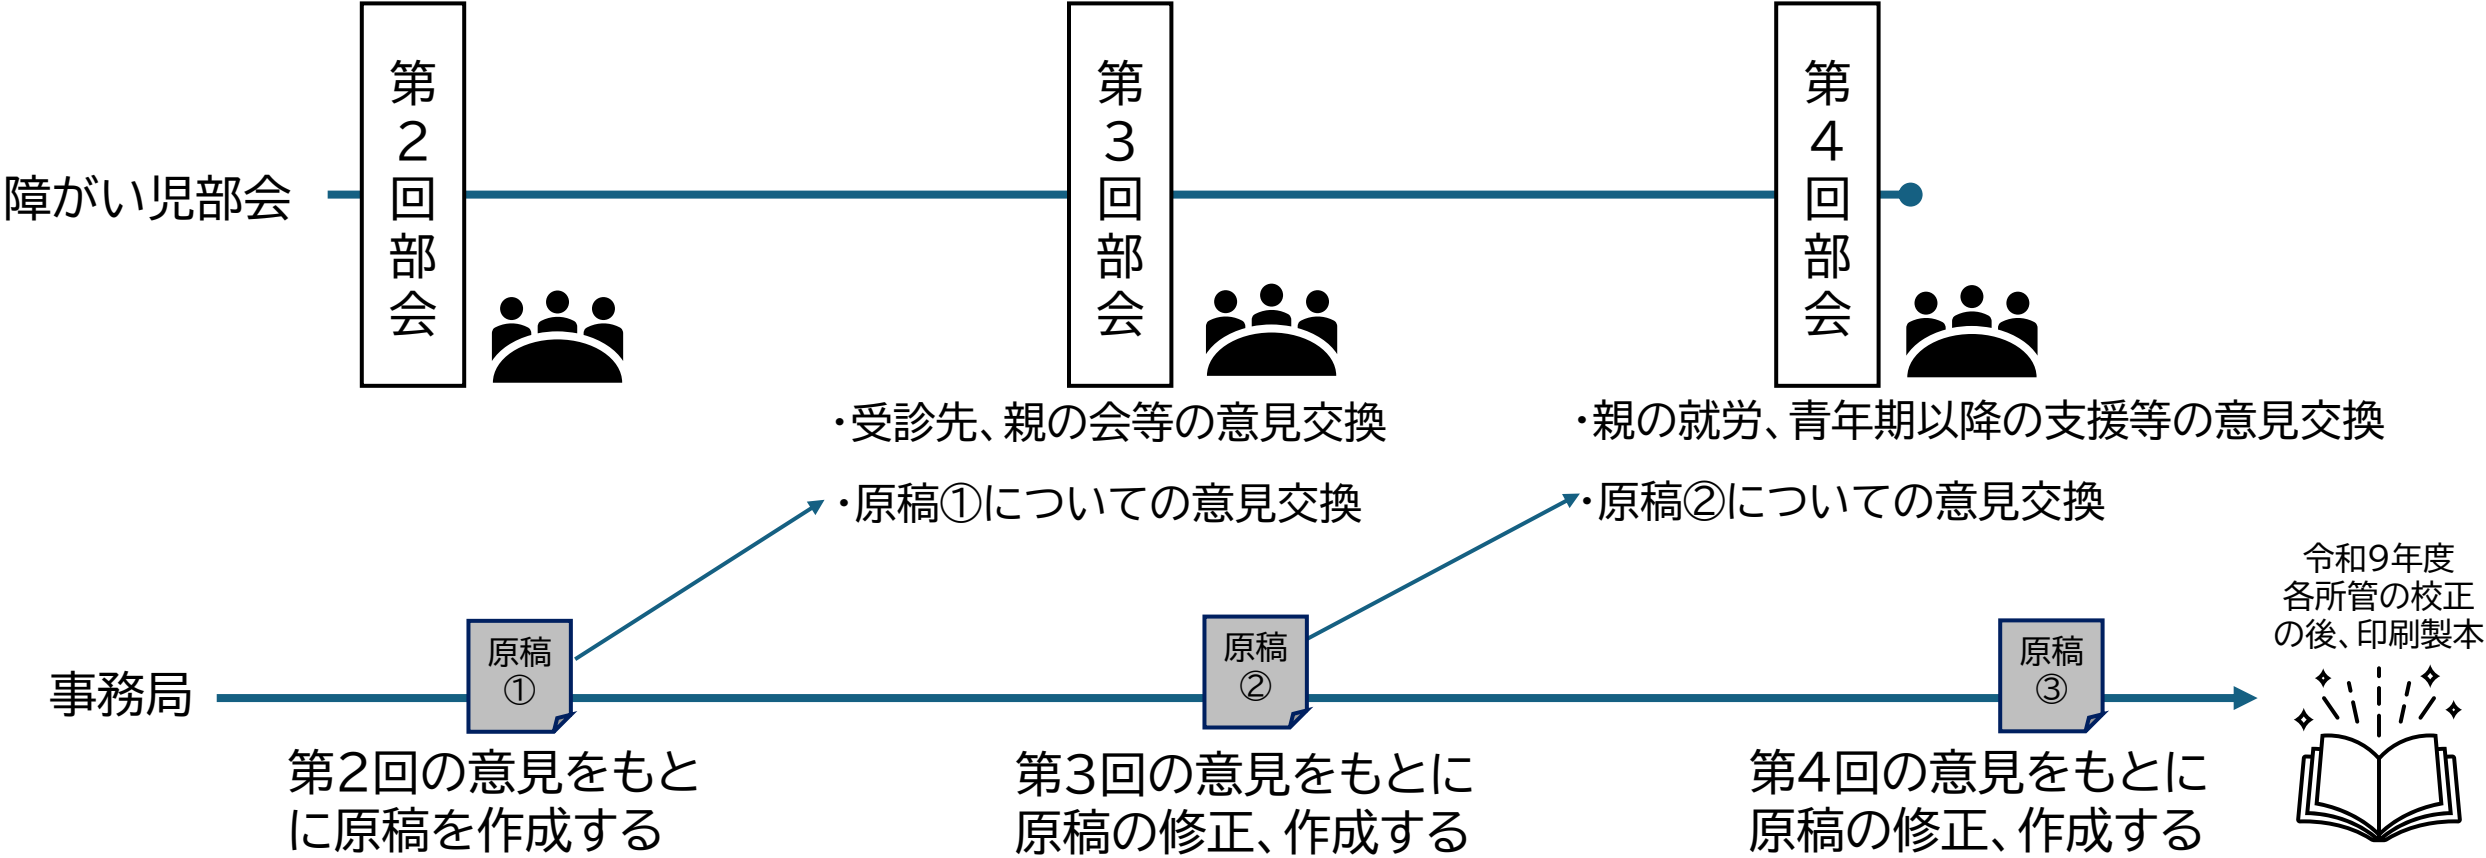 第2回部会
第3回部会
第4回部会
障がい児部会
・受診先、親の会等の意見交換
・原稿①についての意見交換
・親の就労、青年期以降の支援等の意見交換
・原稿②についての意見交換
令和9年度
各所管の校正
の後、印刷製本
事務局
原稿
①
原稿
②
原稿
③
第2回の意見をもと
に原稿を作成する
第3回の意見をもとに
原稿の修正、作成する
第4回の意見をもとに
原稿の修正、作成する